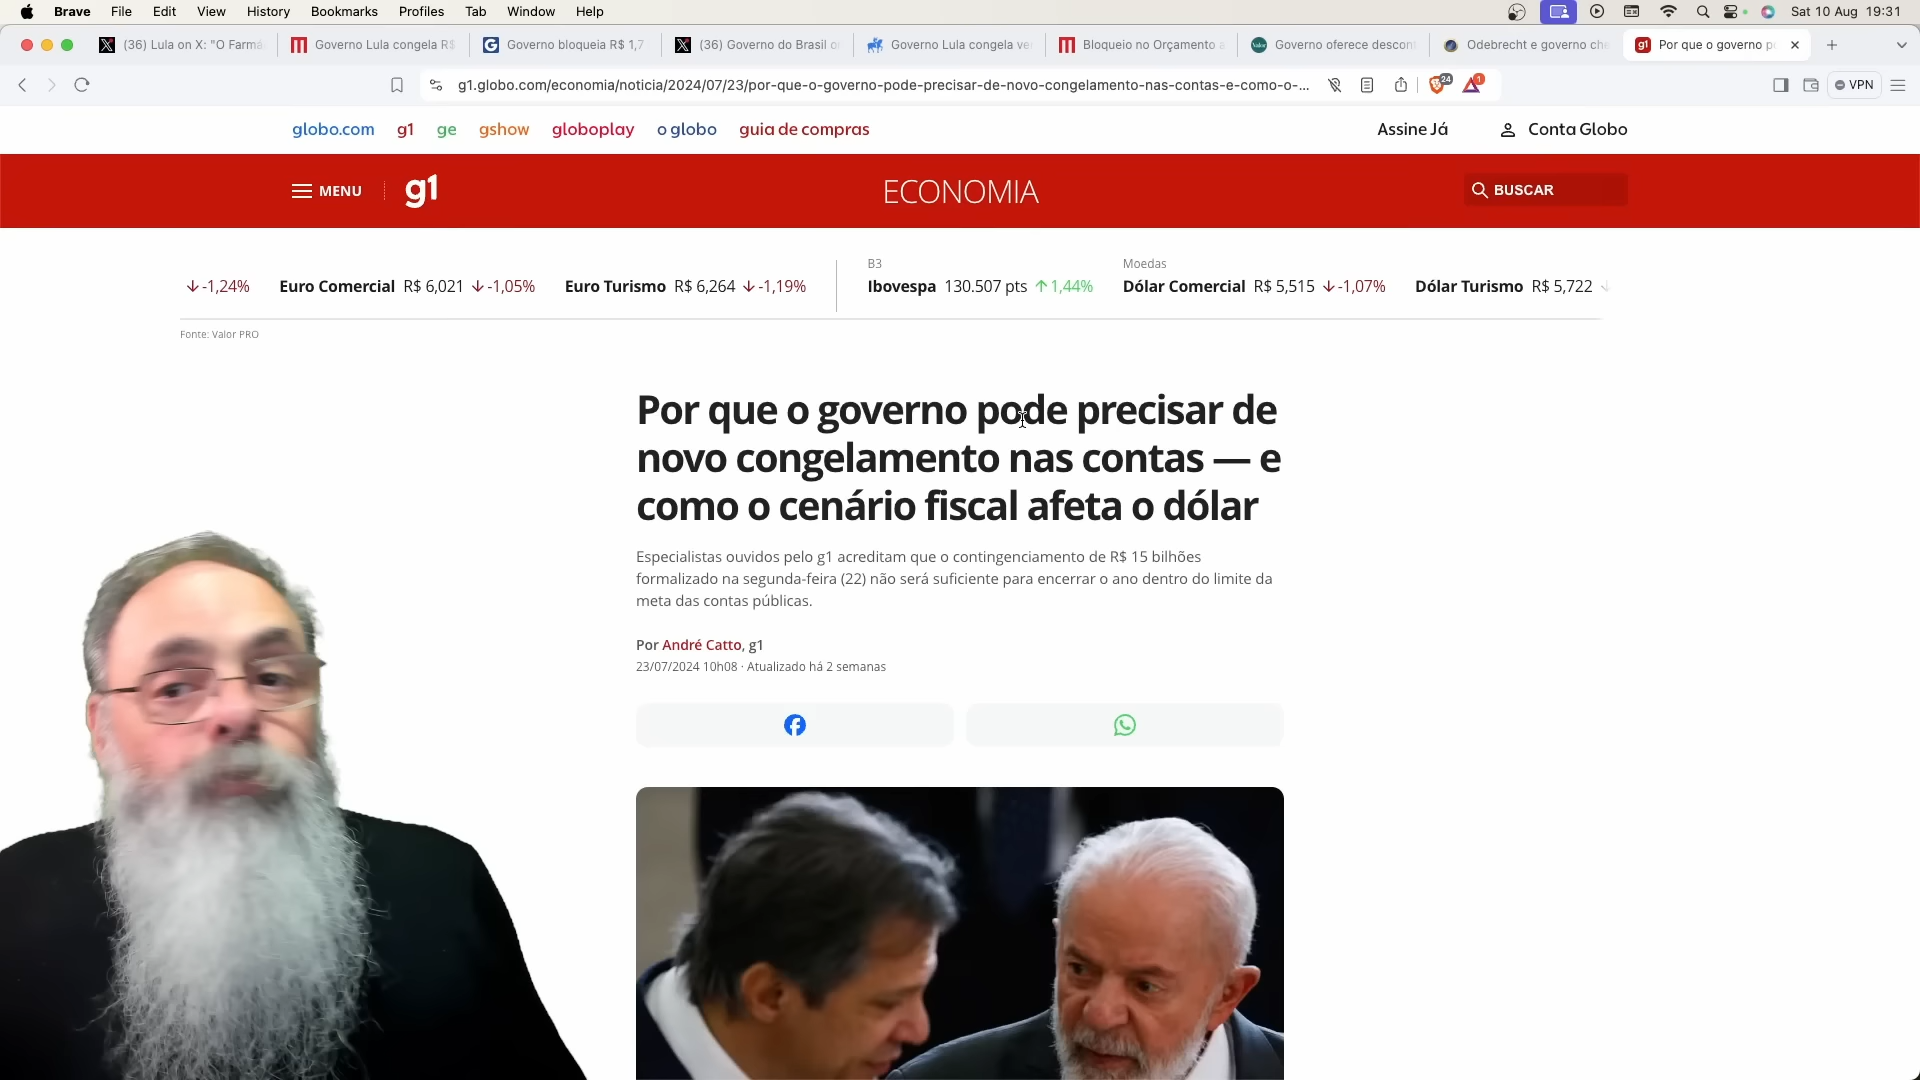 Brave File Edit View History Bookmarks Profiles Tab Window Help Sat 10 Aug 19:31
(36) Lula on X: "O Farmá Governo Lula congela R$ Governo bloqueia R$ 1,7 (36) Governo do Brasil o Governo Lula congela ve Bloqueio no Orçamento a Governo oferece descon Odebrecht e governo che Por que o governo p
g1.globo.com/economia/noticia/2024/07/23/por-que-o-governo-pode-precisar-de-novo-congelamento-nas-contas-e-como-o-... 24 1 VPN
globo.com g1 ge gshow globoplay o globo guia de compras Assine Já Conta Globo
MENU g1 ECONOMIA BUSCAR
B3 Moedas
-1,24% Euro Comercial R$ 6,021 -1,05% Euro Turismo R$ 6,264 -1,19% Ibovespa 130.507 pts 1,44% Dólar Comercial R$ 5,515 -1,07% Dólar Turismo R$ 5,722
Fonte: Valor PRO
Por que o governo pode precisar de
novo congelamento nas contas — e
como o cenário fiscal afeta o dólar
Especialistas ouvidos pelo g1 acreditam que o contingenciamento de R$ 15 bilhões
formalizado na segunda-feira (22) não será suficiente para encerrar o ano dentro do limite da
meta das contas públicas.
Por André Catto, g1
23/07/2024 10h08 · Atualizado há 2 semanas